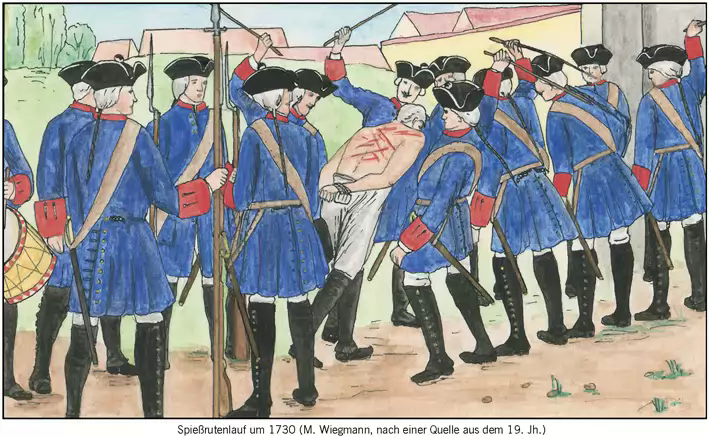 Spießrutenlauf um 1730 (M. Wiegmann, nach einer Quelle aus dem 19. Jh.)